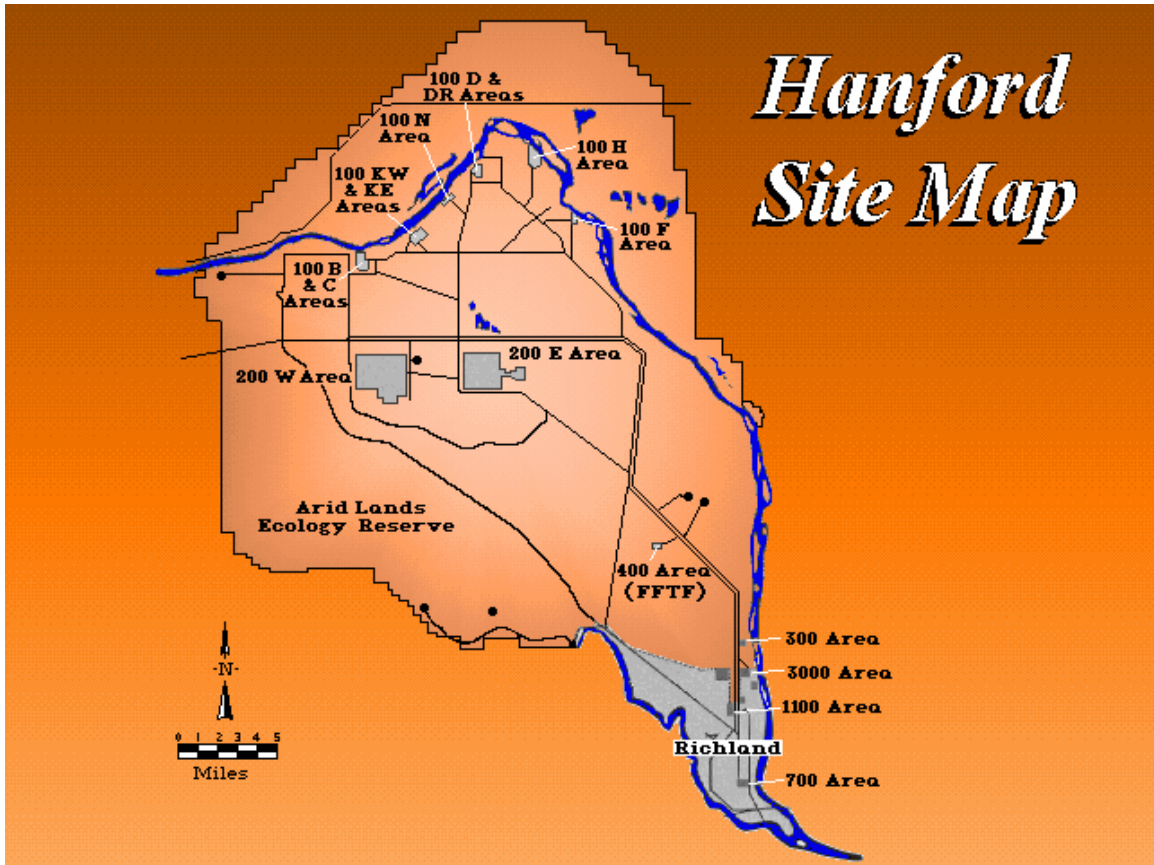 Hanford
Site Map
100 D &
DR Areas
100 N
Area
100 H
Area
100 KW
& KE
Areas
100 F
Area
100 B
& C
Areas
200 E Area
200 W Area
Arid Lands
Ecology Reserve
400 Area
(FFTF)
300 Area
3000 Area
1100 Area
Richland
700 Area
-N-
0 1 2 3 4 5
Miles